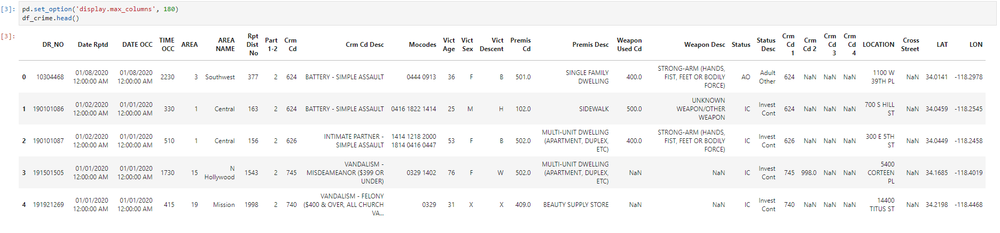 [3]: pd.set_option('display.max_columns', 180)
df_crime.head()
[3]:
DR_NO Date Rptd DATE OCC TIME OCC AREA AREA NAME Rpt Dist No Part 1-2 Crm Cd Crm Cd Desc Mocodes Vict Age Vict Sex Vict Descent Premis Cd Premis Desc Weapon Used Cd Weapon Desc Status Status Desc Crm Cd 1 Crm Cd 2 Crm Cd 3 Crm Cd 4 LOCATION Cross Street LAT LON
0 10304468 01/08/2020 12:00:00 AM 01/08/2020 12:00:00 AM 2230 3 Southwest 377 2 624 BATTERY - SIMPLE ASSAULT 0444 0913 36 F B 501.0 SINGLE FAMILY DWELLING 400.0 STRONG-ARM (HANDS, FIST, FEET OR BODILY FORCE) AO Adult Other 624 NaN NaN NaN 1100 W 39TH PL NaN 34.0141 -118.2978
1 190101086 01/02/2020 12:00:00 AM 01/01/2020 12:00:00 AM 330 1 Central 163 2 624 BATTERY - SIMPLE ASSAULT 0416 1822 1414 25 M H 102.0 SIDEWALK 500.0 UNKNOWN WEAPON/OTHER WEAPON IC Invest Cont 624 NaN NaN NaN 700 S HILL ST NaN 34.0459 -118.2545
2 190101087 01/02/2020 12:00:00 AM 01/01/2020 12:00:00 AM 510 1 Central 156 2 626 INTIMATE PARTNER - SIMPLE ASSAULT 1414 1218 2000 1814 0416 0447 53 F B 502.0 MULTI-UNIT DWELLING (APARTMENT, DUPLEX, ETC) 400.0 STRONG-ARM (HANDS, FIST, FEET OR BODILY FORCE) IC Invest Cont 626 NaN NaN NaN 300 E 5TH ST NaN 34.0449 -118.2458
3 191501505 01/01/2020 12:00:00 AM 01/01/2020 12:00:00 AM 1730 15 N Hollywood 1543 2 745 VANDALISM - MISDEAMEANOR ($399 OR UNDER) 0329 1402 76 F W 502.0 MULTI-UNIT DWELLING (APARTMENT, DUPLEX, ETC) NaN NaN IC Invest Cont 745 998.0 NaN NaN 5400 CORTEEN PL NaN 34.1685 -118.4019
4 191921269 01/01/2020 12:00:00 AM 01/01/2020 12:00:00 AM 415 19 Mission 1998 2 740 VANDALISM - FELONY ($400 & OVER, ALL CHURCH VA... 0329 31 X X 409.0 BEAUTY SUPPLY STORE NaN NaN IC Invest Cont 740 NaN NaN NaN 14400 TITUS ST NaN 34.2198 -118.4468